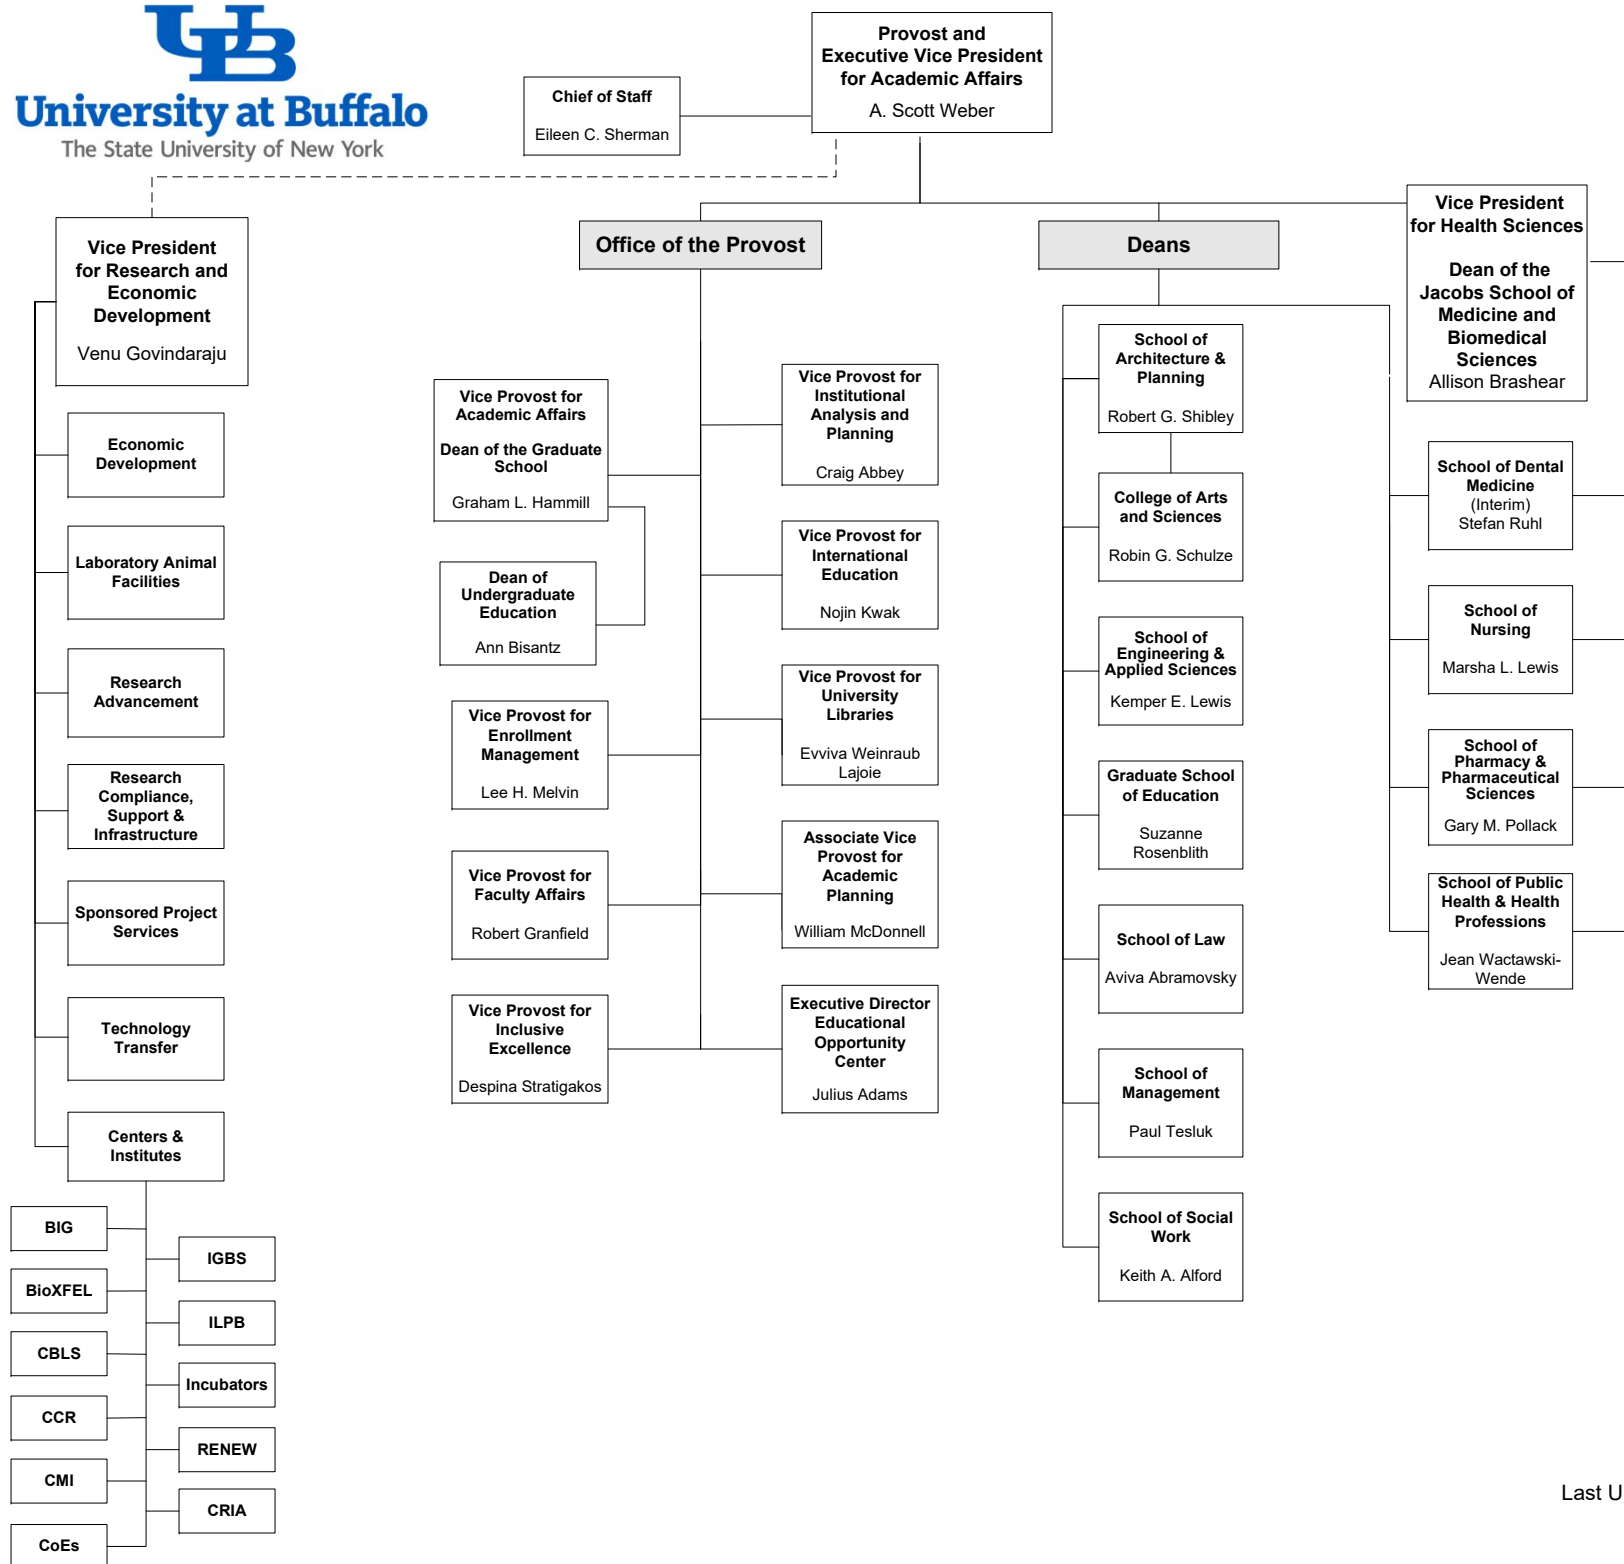 UB
University at Buffalo
The State University of New York
Provost and
Executive Vice President
for Academic Affairs
A. Scott Weber
Chief of Staff
Eileen C. Sherman
Vice President
for Research and
Economic
Development
Venu Govindaraju
Economic
Development
Laboratory Animal
Facilities
Research
Advancement
Research
Compliance,
Support &
Infrastructure
Sponsored Project
Services
Technology
Transfer
Centers &
Institutes
BIG
IGBS
BioXFEL
ILPB
CBLS
Incubators
CCR
RENEW
CMI
CRIA
CoEs
Office of the Provost
Vice Provost for
Academic Affairs
Dean of the Graduate
School
Graham L. Hammill
Dean of
Undergraduate
Education
Ann Bisantz
Vice Provost for
Enrollment
Management
Lee H. Melvin
Vice Provost for
Faculty Affairs
Robert Granfield
Vice Provost for
Inclusive
Excellence
Despina Stratigakos
Vice Provost for
Institutional
Analysis and
Planning
Craig Abbey
Vice Provost for
International
Education
Nojin Kwak
Vice Provost for
University
Libraries
Evviva Weinraub
Lajoie
Associate Vice
Provost for
Academic
Planning
William McDonnell
Executive Director
Educational
Opportunity
Center
Julius Adams
Deans
School of
Architecture &
Planning
Robert G. Shibley
College of Arts
and Sciences
Robin G. Schulze
School of
Engineering &
Applied Sciences
Kemper E. Lewis
Graduate School
of Education
Suzanne
Rosenblith
School of Law
Aviva Abramovsky
School of
Management
Paul Tesluk
School of Social
Work
Keith A. Alford
Vice President
for Health Sciences
Dean of the
Jacobs School of
Medicine and
Biomedical
Sciences
Allison Brashear
School of Dental
Medicine
(Interim)
Stefan Ruhl
School of
Nursing
Marsha L. Lewis
School of
Pharmacy &
Pharmaceutical
Sciences
Gary M. Pollack
School of Public
Health & Health
Professions
Jean Wactawski-
Wende
Last U